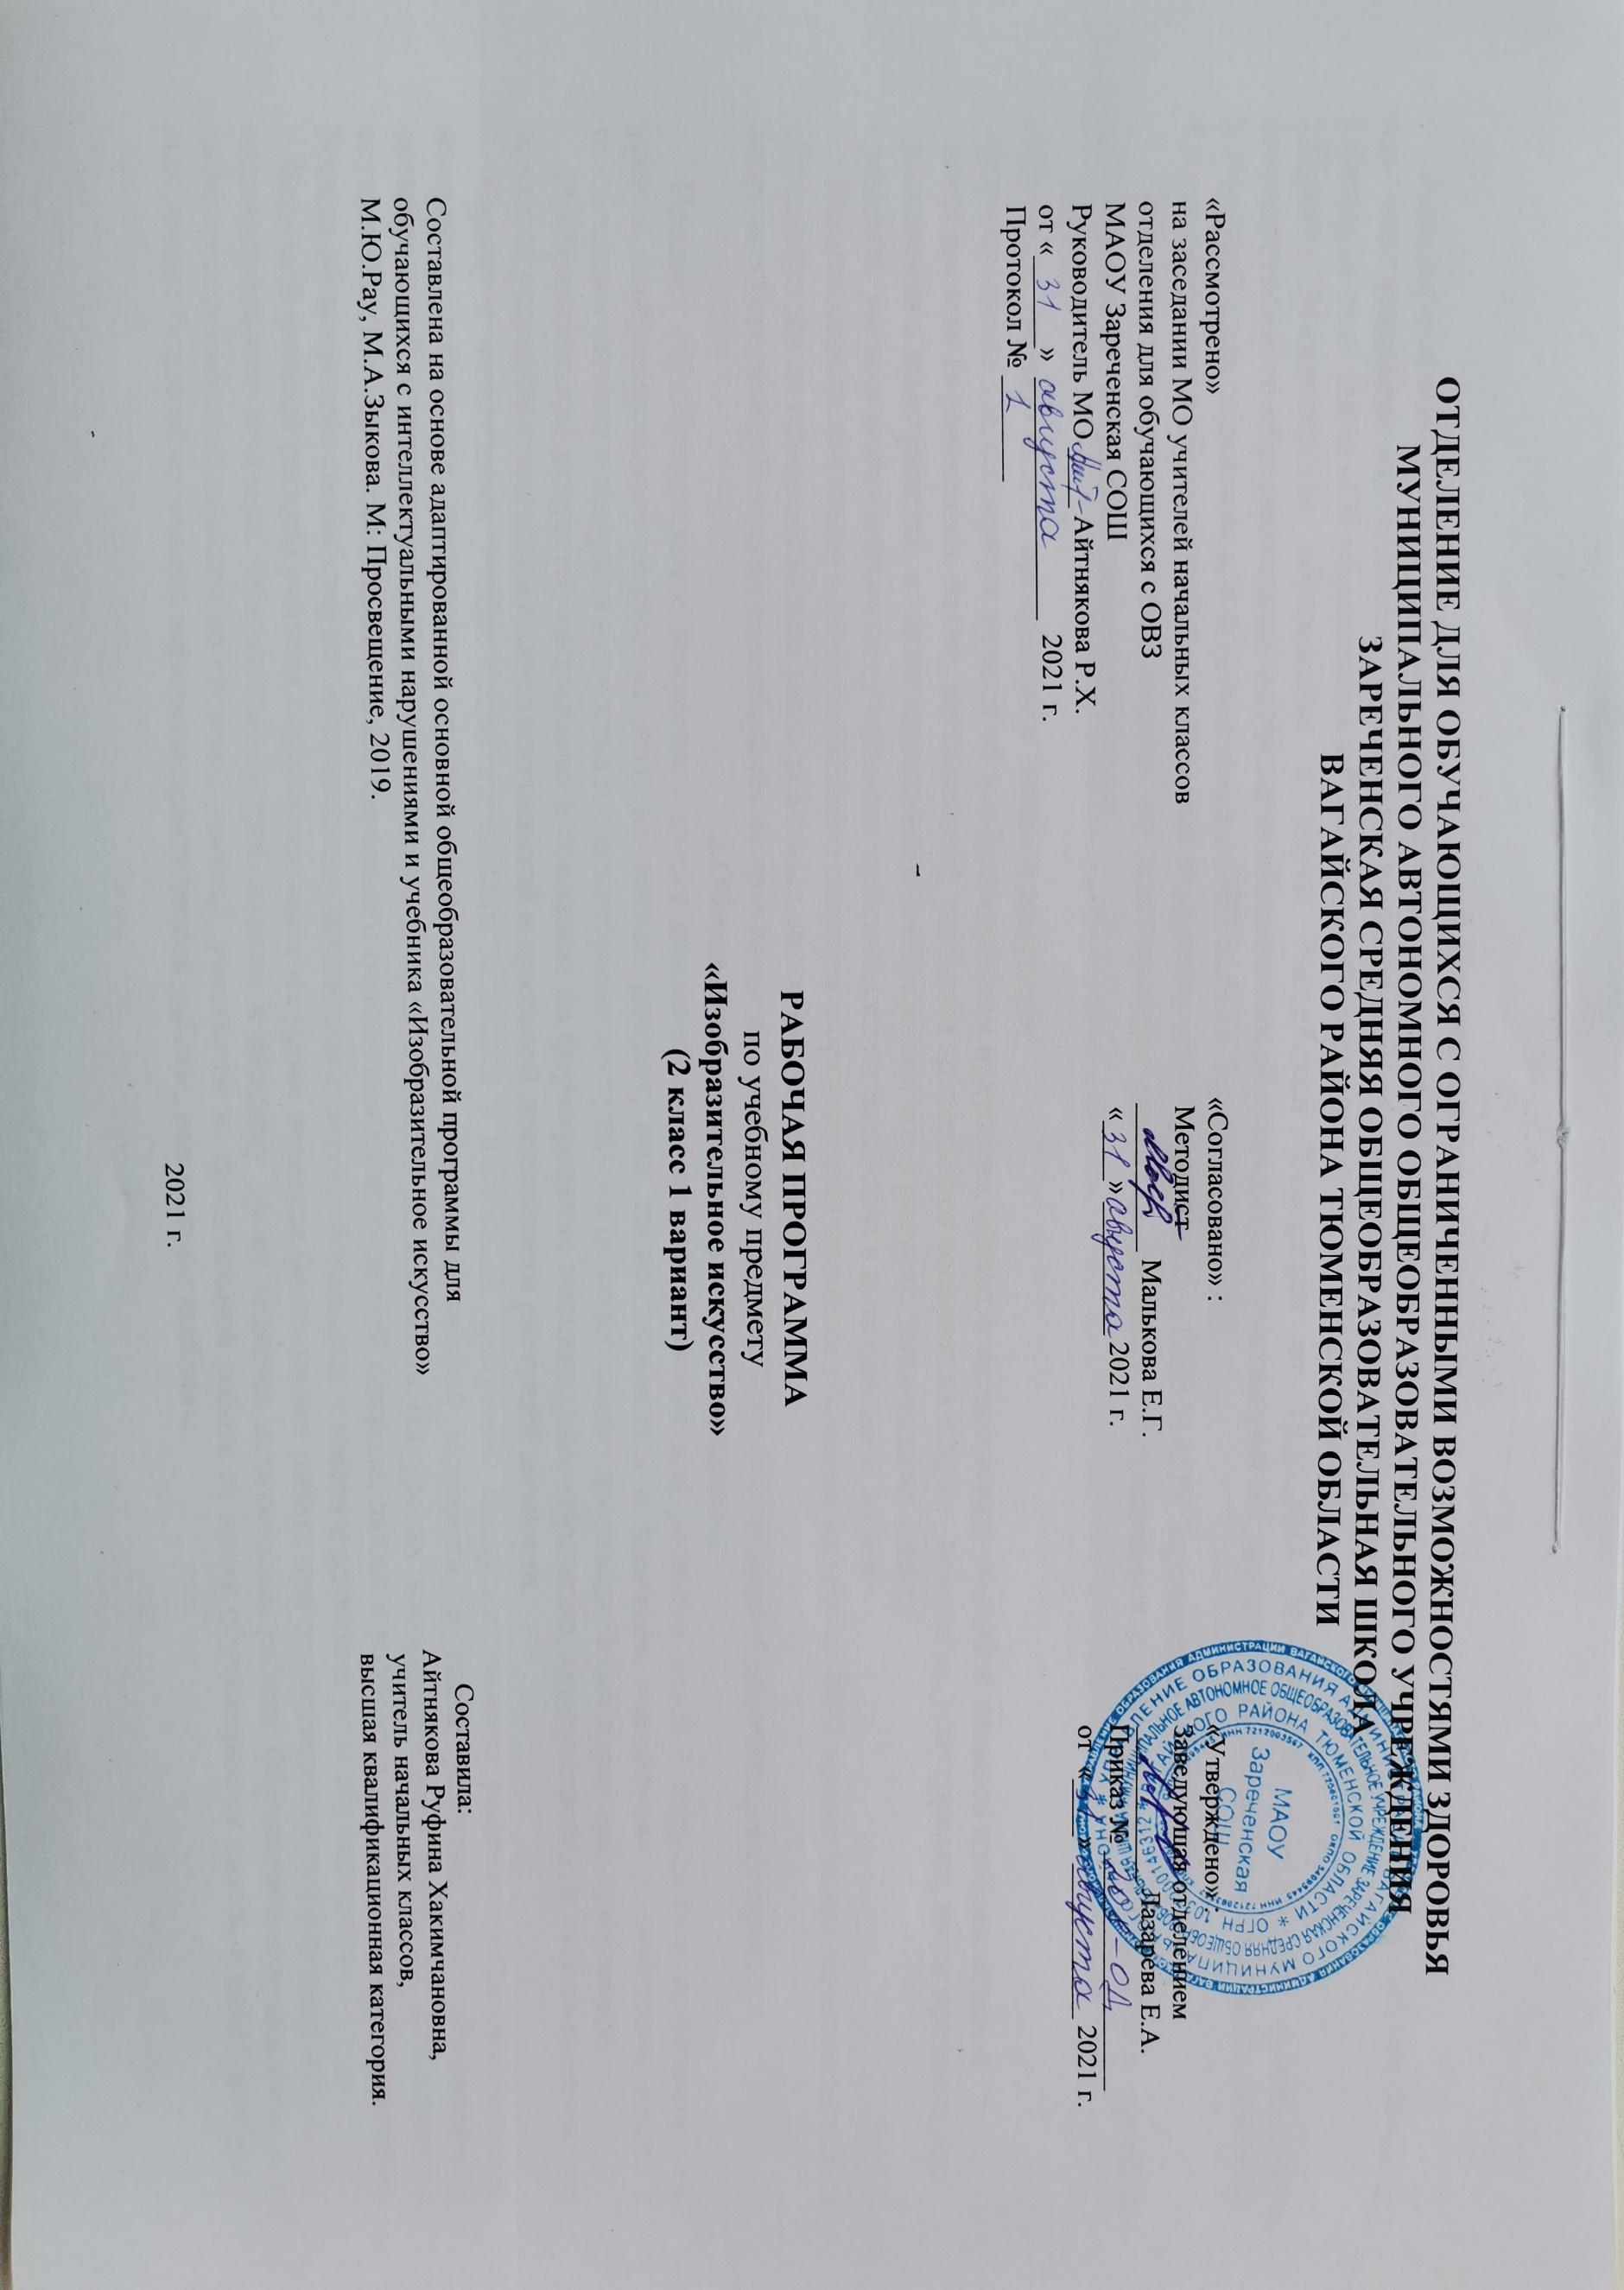 ОТДЕЛЕНИЕ ДЛЯ ОБУЧАЮЩИХСЯ С ОГРАНИЧЕННЫМИ ВОЗМОЖНОСТЯМИ ЗДОРОВЬЯ
МУНИЦИПАЛЬНОГО АВТОНОМНОГО ОБЩЕОБРАЗОВАТЕЛЬНОГО УЧРЕЖДЕНИЯ
ЗАРЕЧЕНСКАЯ СРЕДНЯЯ ОБЩЕОБРАЗОВАТЕЛЬНАЯ ШКОЛА
ВАГАЙСКОГО РАЙОНА ТЮМЕНСКОЙ ОБЛАСТИ
«Рассмотрено»
на заседании МО учителей начальных классов
отделения для обучающихся с ОВЗ
МАОУ Зареченская СОШ
Руководитель МО Айтнякова Р.Х.
от « 31 » августа 2021 г.
Протокол № 1
«Согласовано» :
Методист
Малькова Е.Г.
« 31 » августа 2021 г.
«Утверждено»:
Заведующая отделением
Лазарева Е.А.
Приказ № -ОД
от « 31 » августа 2021 г.
МАОУ
Зареченская
СОШ
РАБОЧАЯ ПРОГРАММА
по учебному предмету
«Изобразительное искусство»
(2 класс 1 вариант)
Составлена на основе адаптированной основной общеобразовательной программы для
обучающихся с интеллектуальными нарушениями и учебника «Изобразительное искусство»
М.Ю.Рау, М.А.Зыкова. М: Просвещение, 2019.
Составила:
Айтнякова Руфина Хакимчановна,
учитель начальных классов,
высшая квалификационная категория.
2021 г.